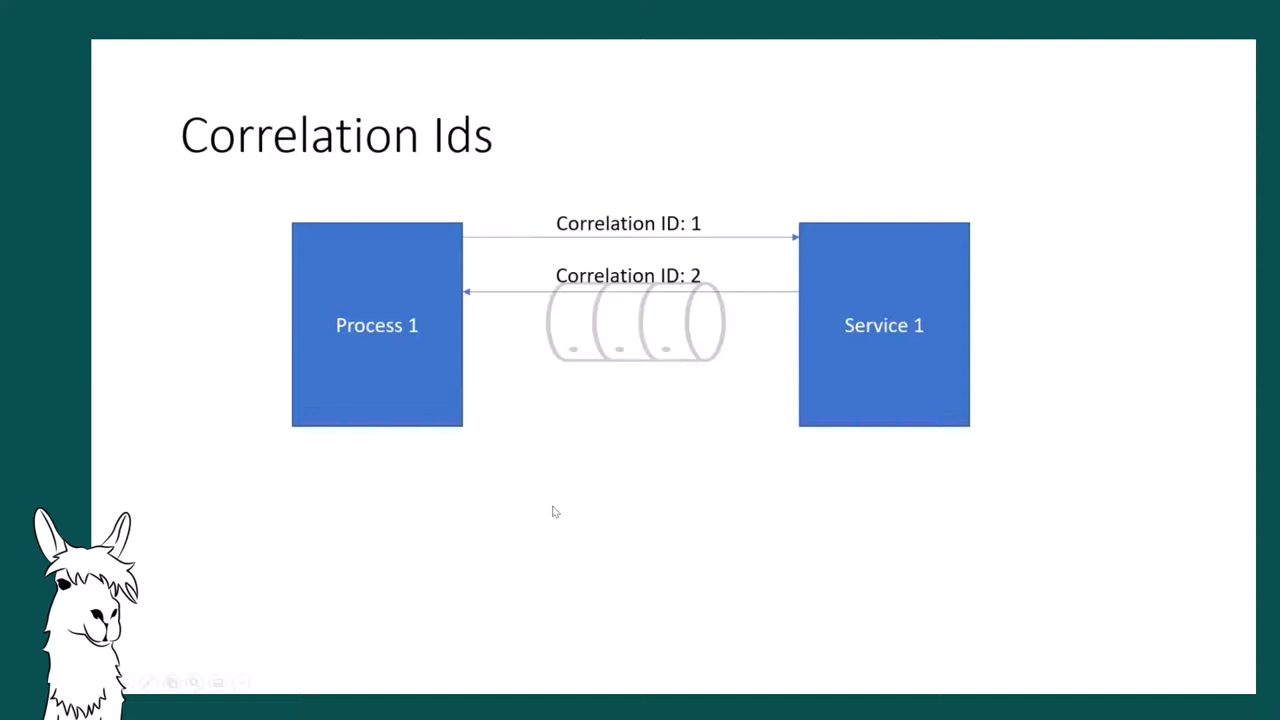 Correlation Ids
Correlation ID: 1
Correlation ID: 2
Process 1
Service 1